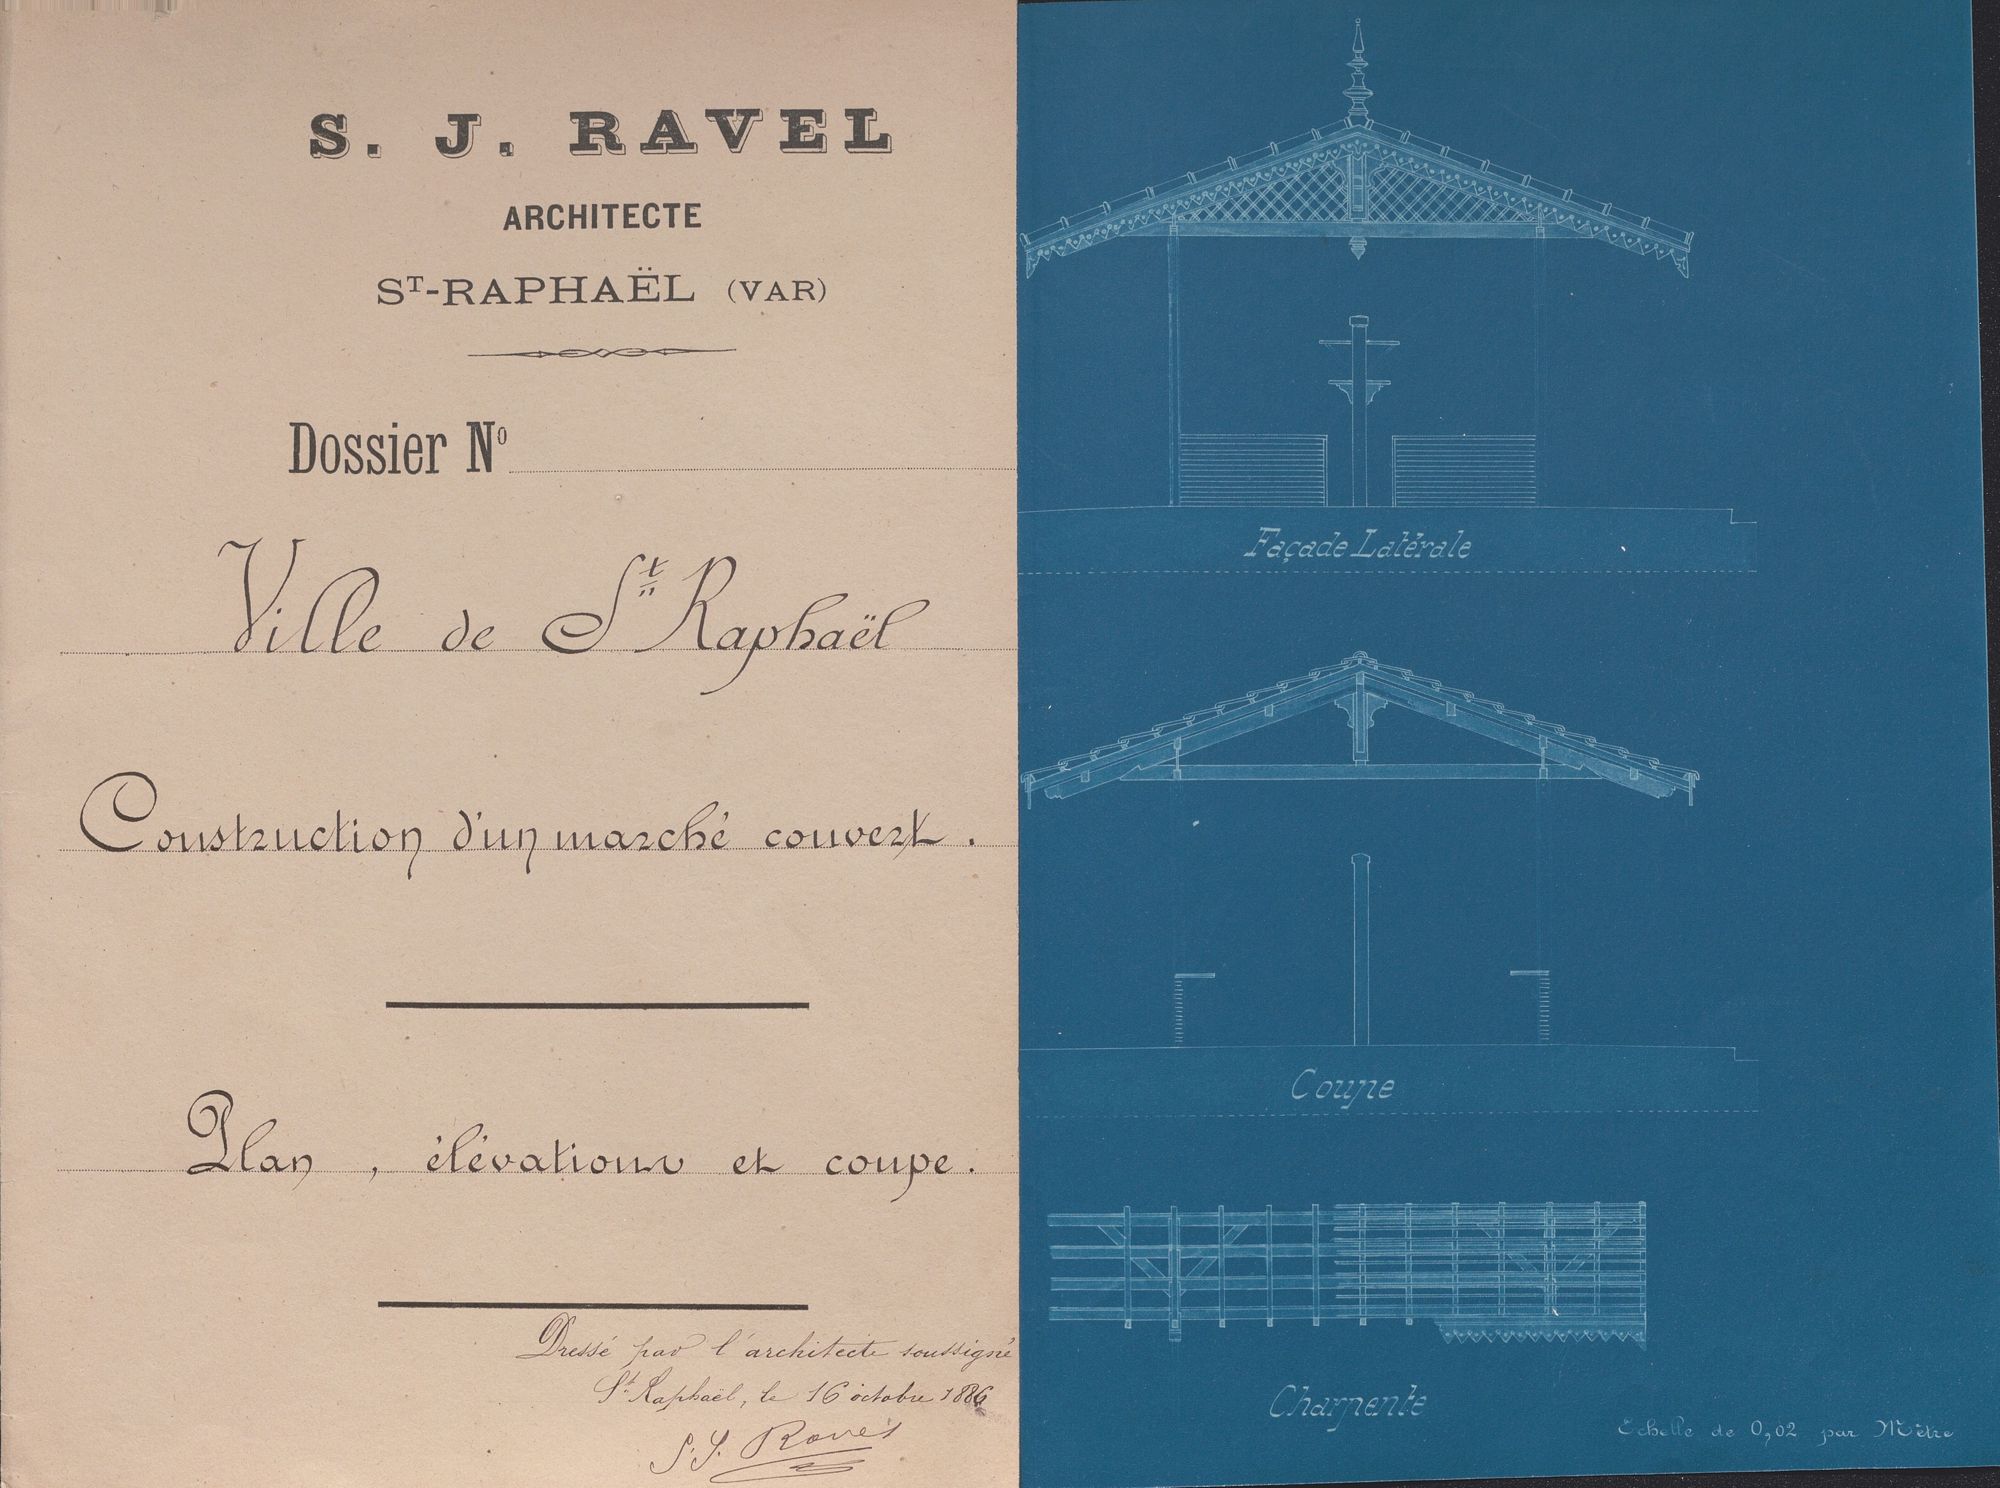 S. J. RAVEL
ARCHITECTE
ST-RAPHAËL (VAR)
Dossier No
Ville de St Raphaël
Construction d'un marché couvert.
Plan, élévations et coupe.
Dressé par l'architecte soussigné
St Raphaël, le 16 octobre 1886
S. J. Ravel
Façade Latérale
Coupe
Charpente
Echelle de 0,02 par Mètre